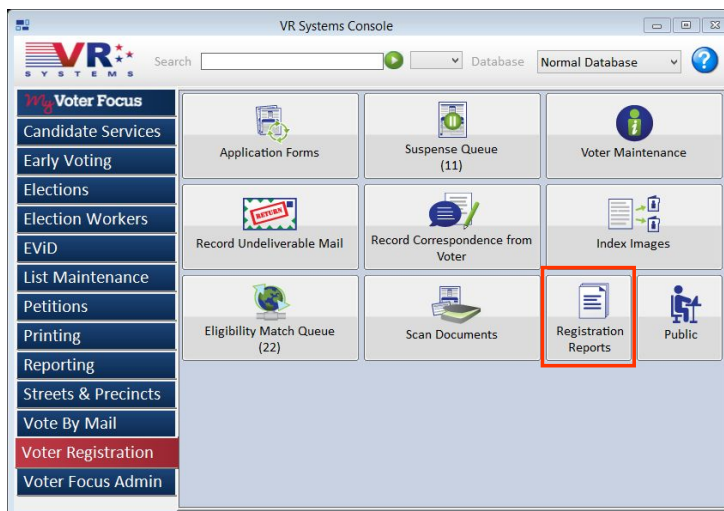 VR Systems Console
VR
SYSTEMS
Search
Database
Normal Database
?
My Voter Focus
Candidate Services
Early Voting
Elections
Election Workers
EViD
List Maintenance
Petitions
Printing
Reporting
Streets & Precincts
Vote By Mail
Voter Registration
Voter Focus Admin
Application Forms
Suspense Queue
(11)
i
Voter Maintenance
RETURN
Record Undeliverable Mail
Record Correspondence from
Voter
Index Images
Eligibility Match Queue
(22)
Scan Documents
Registration
Reports
Public